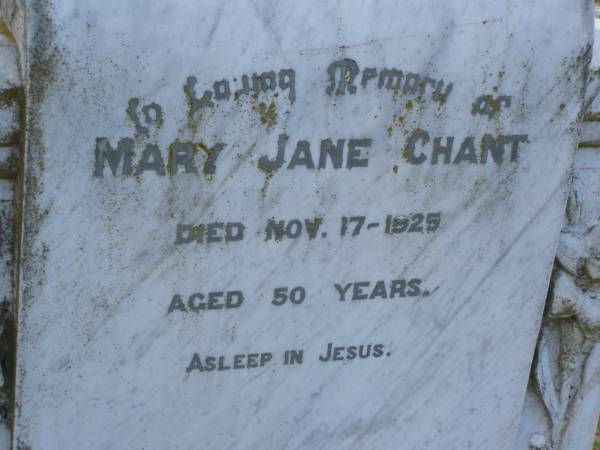 In Loving Memory of
MARY JANE CHANT
DIED NOV. 17-1925
AGED 50 YEARS.
ASLEEP IN JESUS.